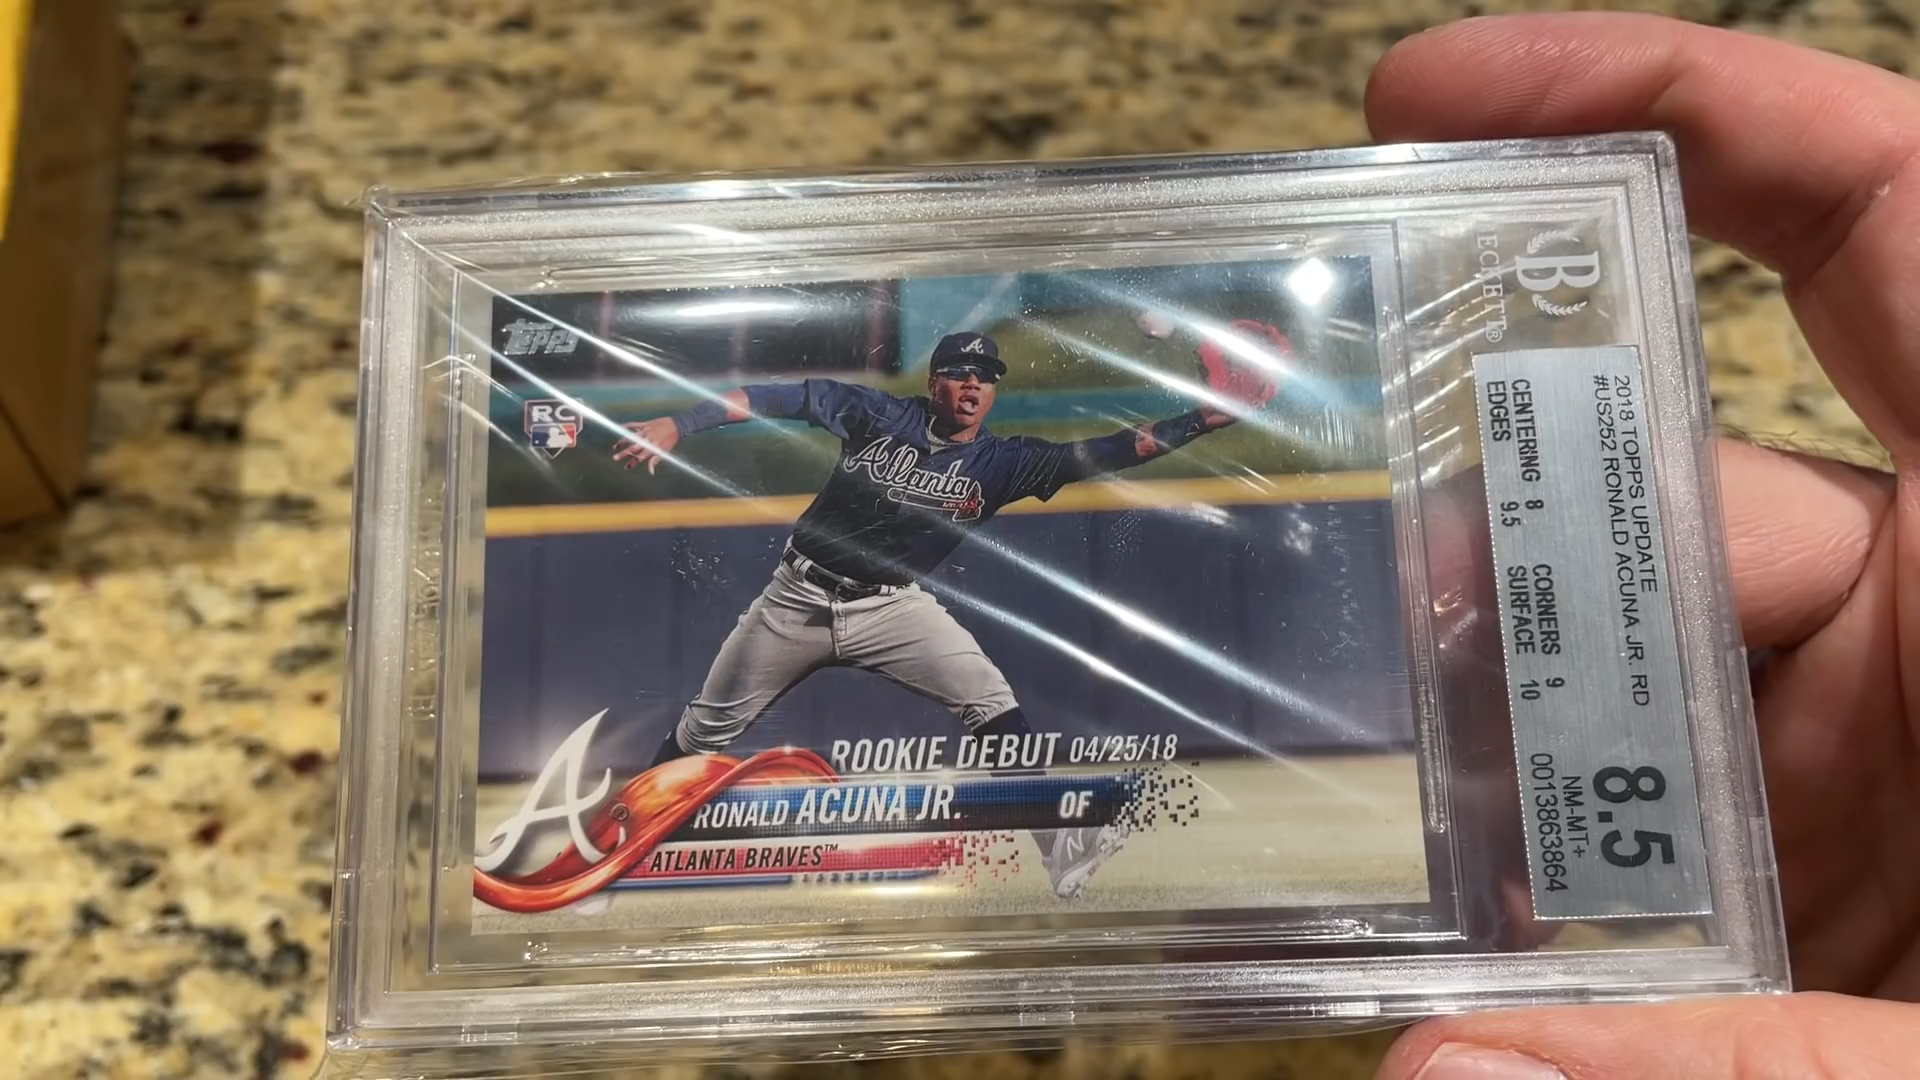 TOPPS
RC
A
Atlanta
A
ROOKIE DEBUT 04/25/18
RONALD ACUNA JR. OF
ATLANTA BRAVES™
B
BECKETT®
2018 TOPPS UPDATE
#US252 RONALD ACUNA JR. RD
CENTERING 8 CORNERS 9
EDGES 9.5 SURFACE 10
8.5
NM-MT+
0013863864